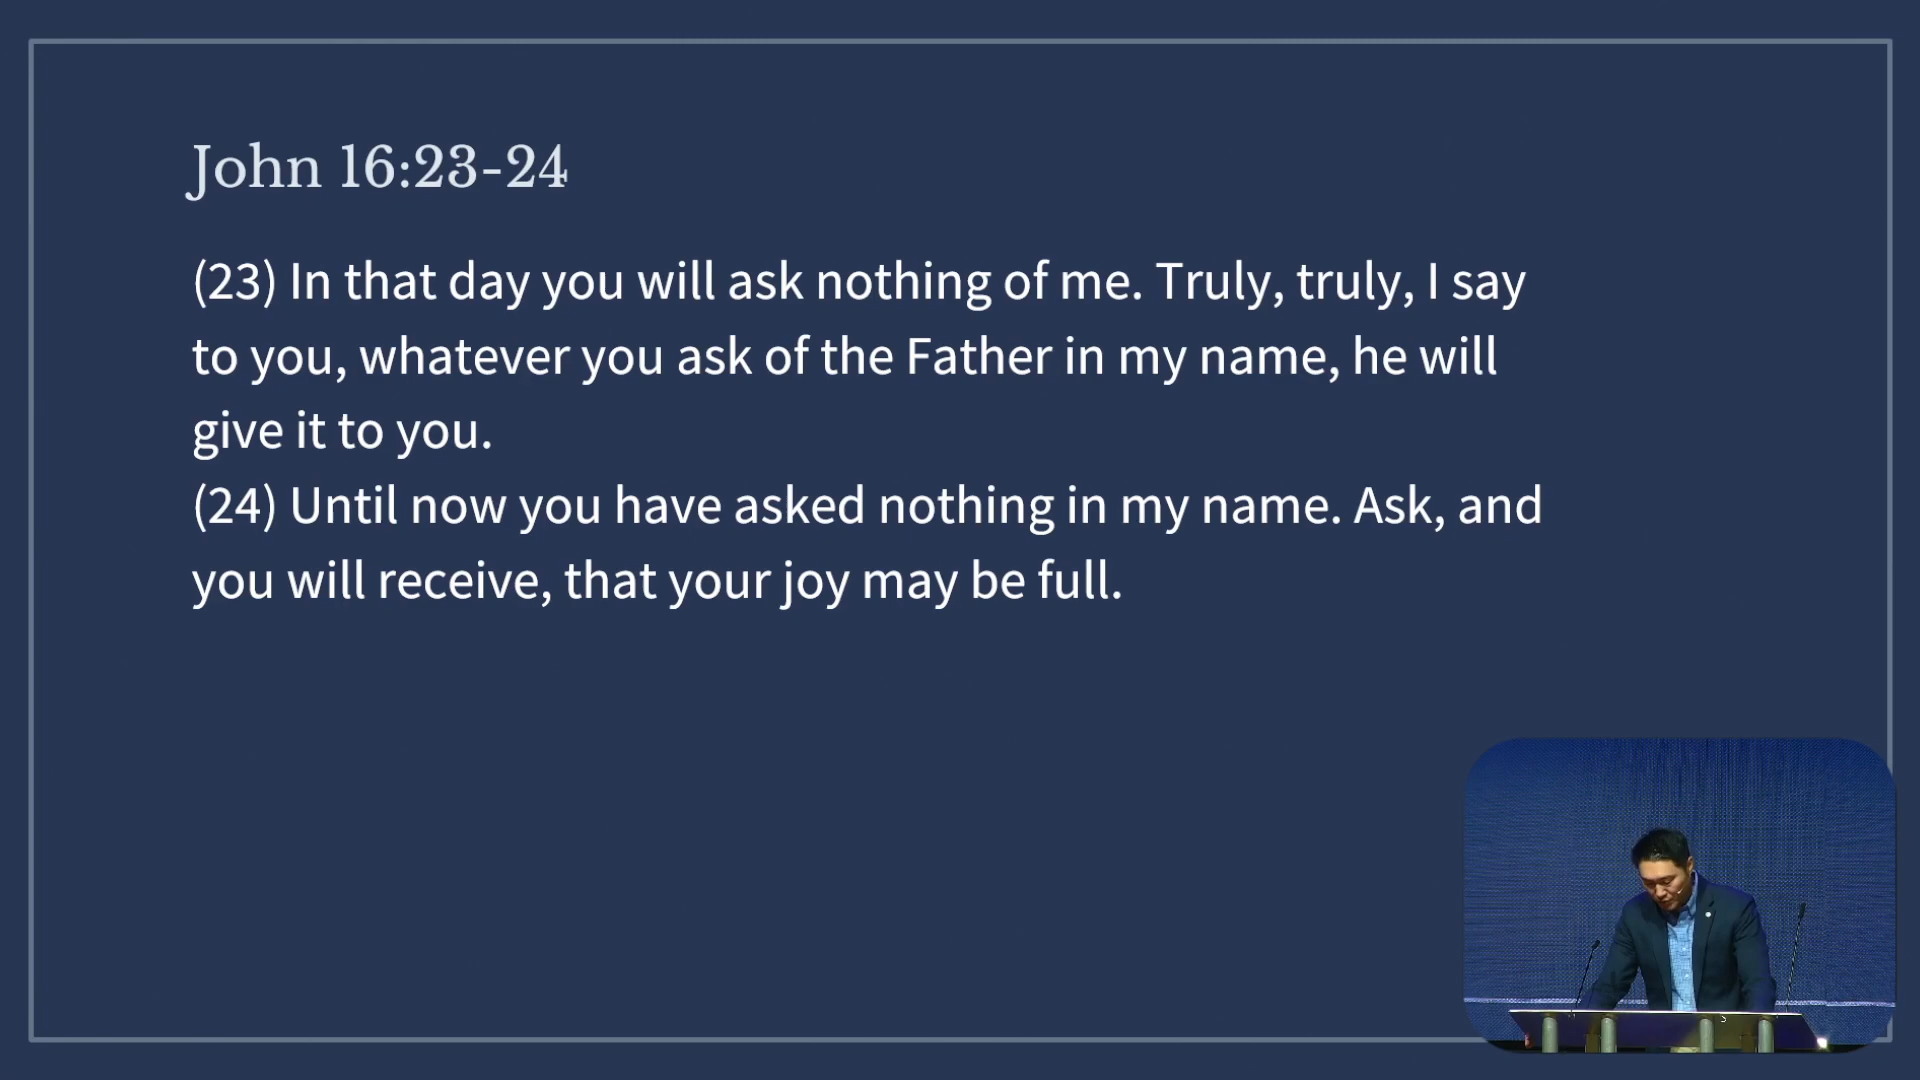 John 16:23-24
(23) In that day you will ask nothing of me. Truly, truly, I say
to you, whatever you ask of the Father in my name, he will
give it to you.
(24) Until now you have asked nothing in my name. Ask, and
you will receive, that your joy may be full.